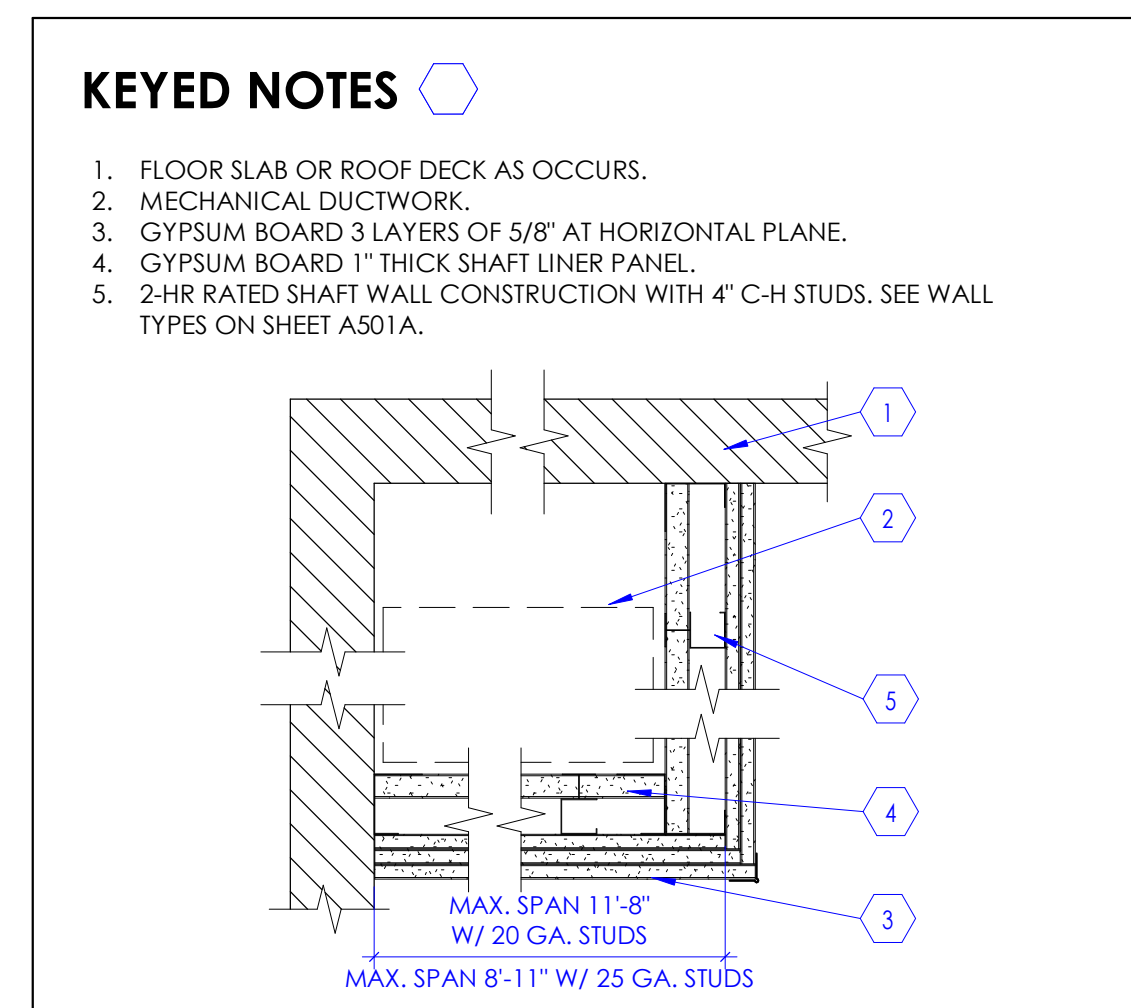 KEYED NOTES
1. FLOOR SLAB OR ROOF DECK AS OCCURS.
2. MECHANICAL DUCTWORK.
3. GYPSUM BOARD 3 LAYERS OF 5/8" AT HORIZONTAL PLANE.
4. GYPSUM BOARD 1" THICK SHAFT LINER PANEL.
5. 2-HR RATED SHAFT WALL CONSTRUCTION WITH 4" C-H STUDS. SEE WALL
TYPES ON SHEET A501A.
1
2
5
4
3
MAX. SPAN 11'-8"
W/ 20 GA. STUDS
MAX. SPAN 8'-11" W/ 25 GA. STUDS